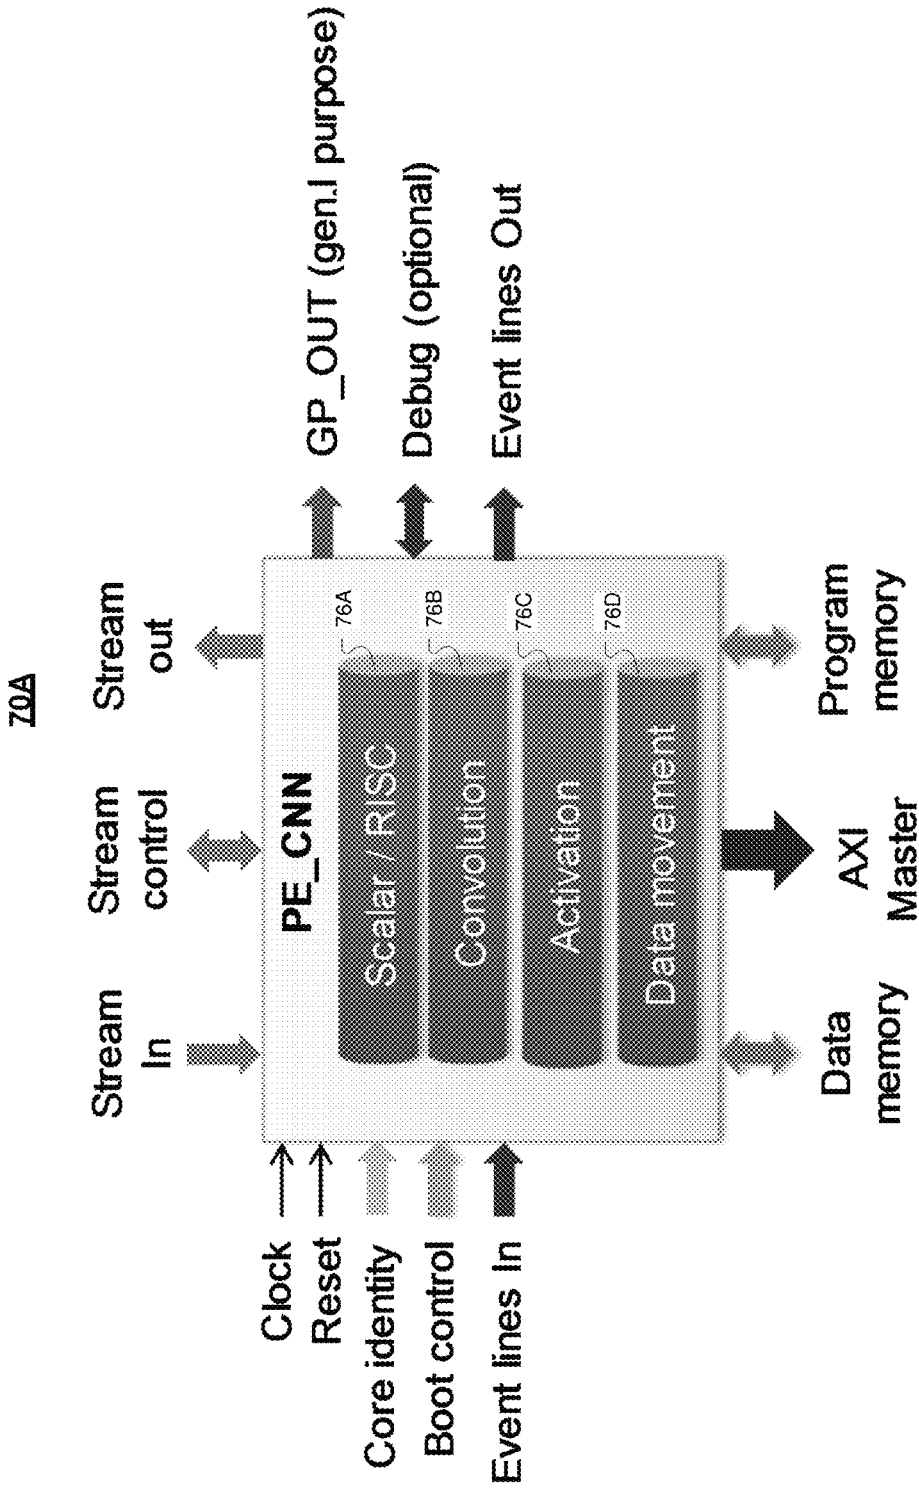 70A
Stream
In
Stream
control
Stream
out
Clock
Reset
Core identity
Boot control
Event lines In
PE_CNN
Scalar / RISC
76A
Convolution
76B
Activation
76C
Data movement
76D
GP_OUT (gen.l purpose)
Debug (optional)
Event lines Out
Data
memory
AXI
Master
Program
memory